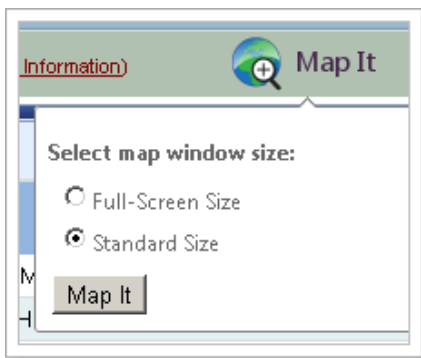 Information)
Map It
Select map window size:
Full-Screen Size
Standard Size
M
Map It
H